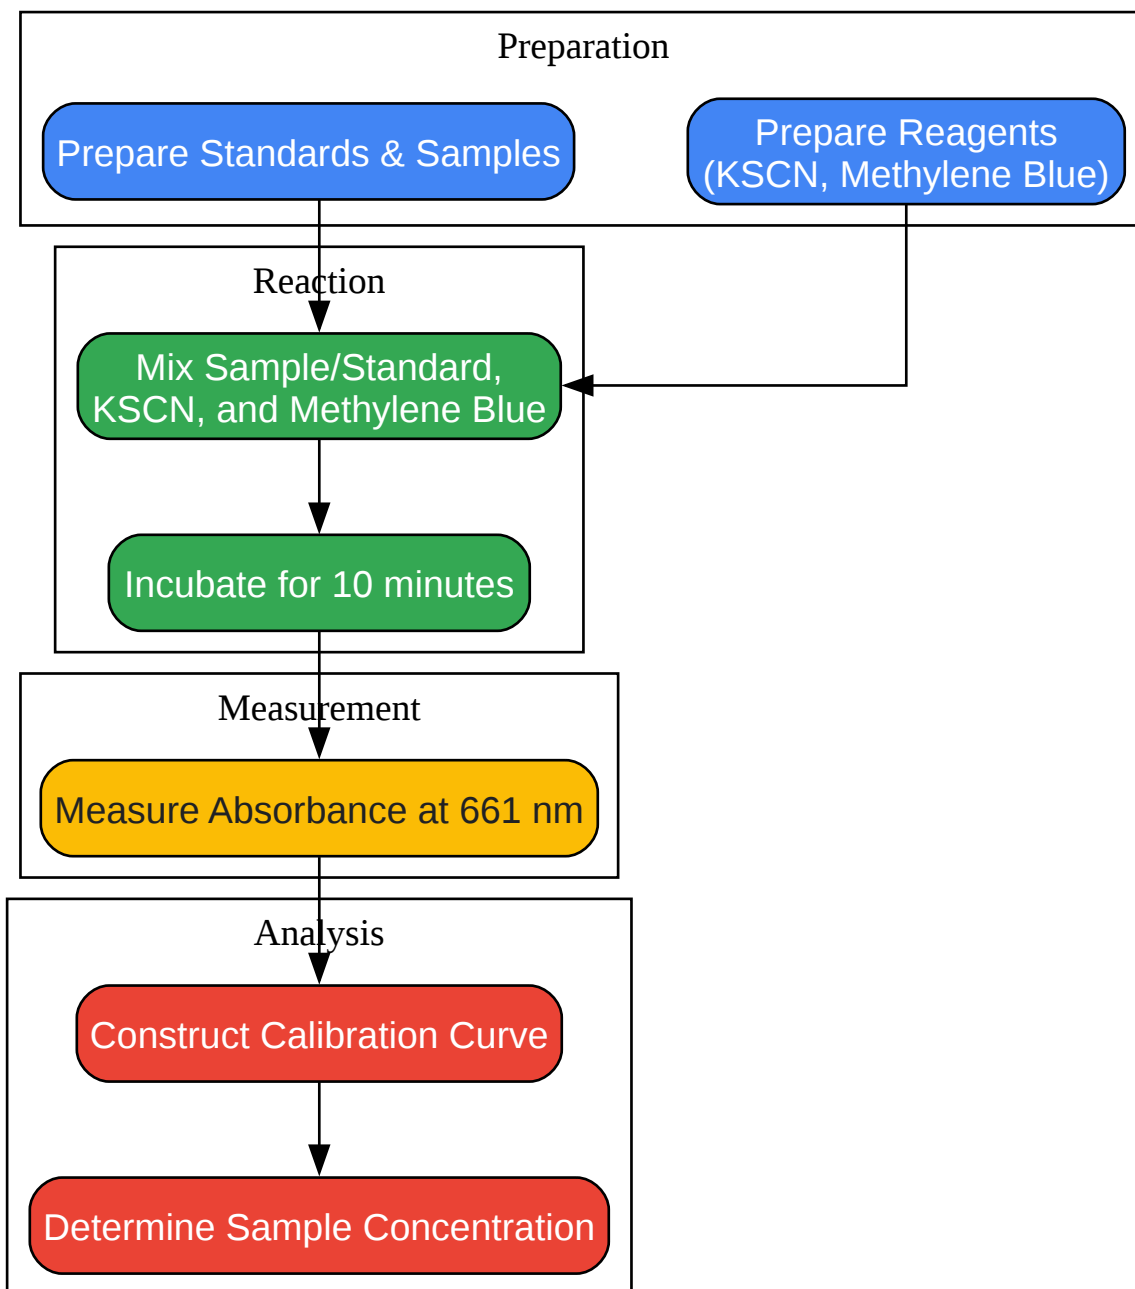 Preparation
Prepare Standards & Samples
Prepare Reagents
(KSCN, Methylene Blue)
Reaction
Mix Sample/Standard,
KSCN, and Methylene Blue
Incubate for 10 minutes
Measurement
Measure Absorbance at 661 nm
Analysis
Construct Calibration Curve
Determine Sample Concentration